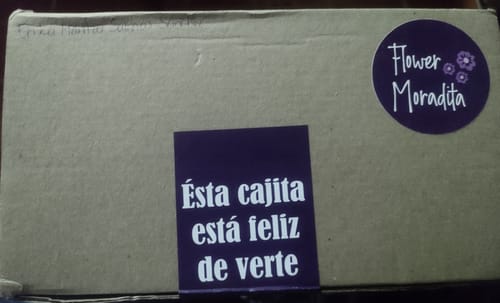 Flower
Moradita
Ésta cajita
está feliz
de verte